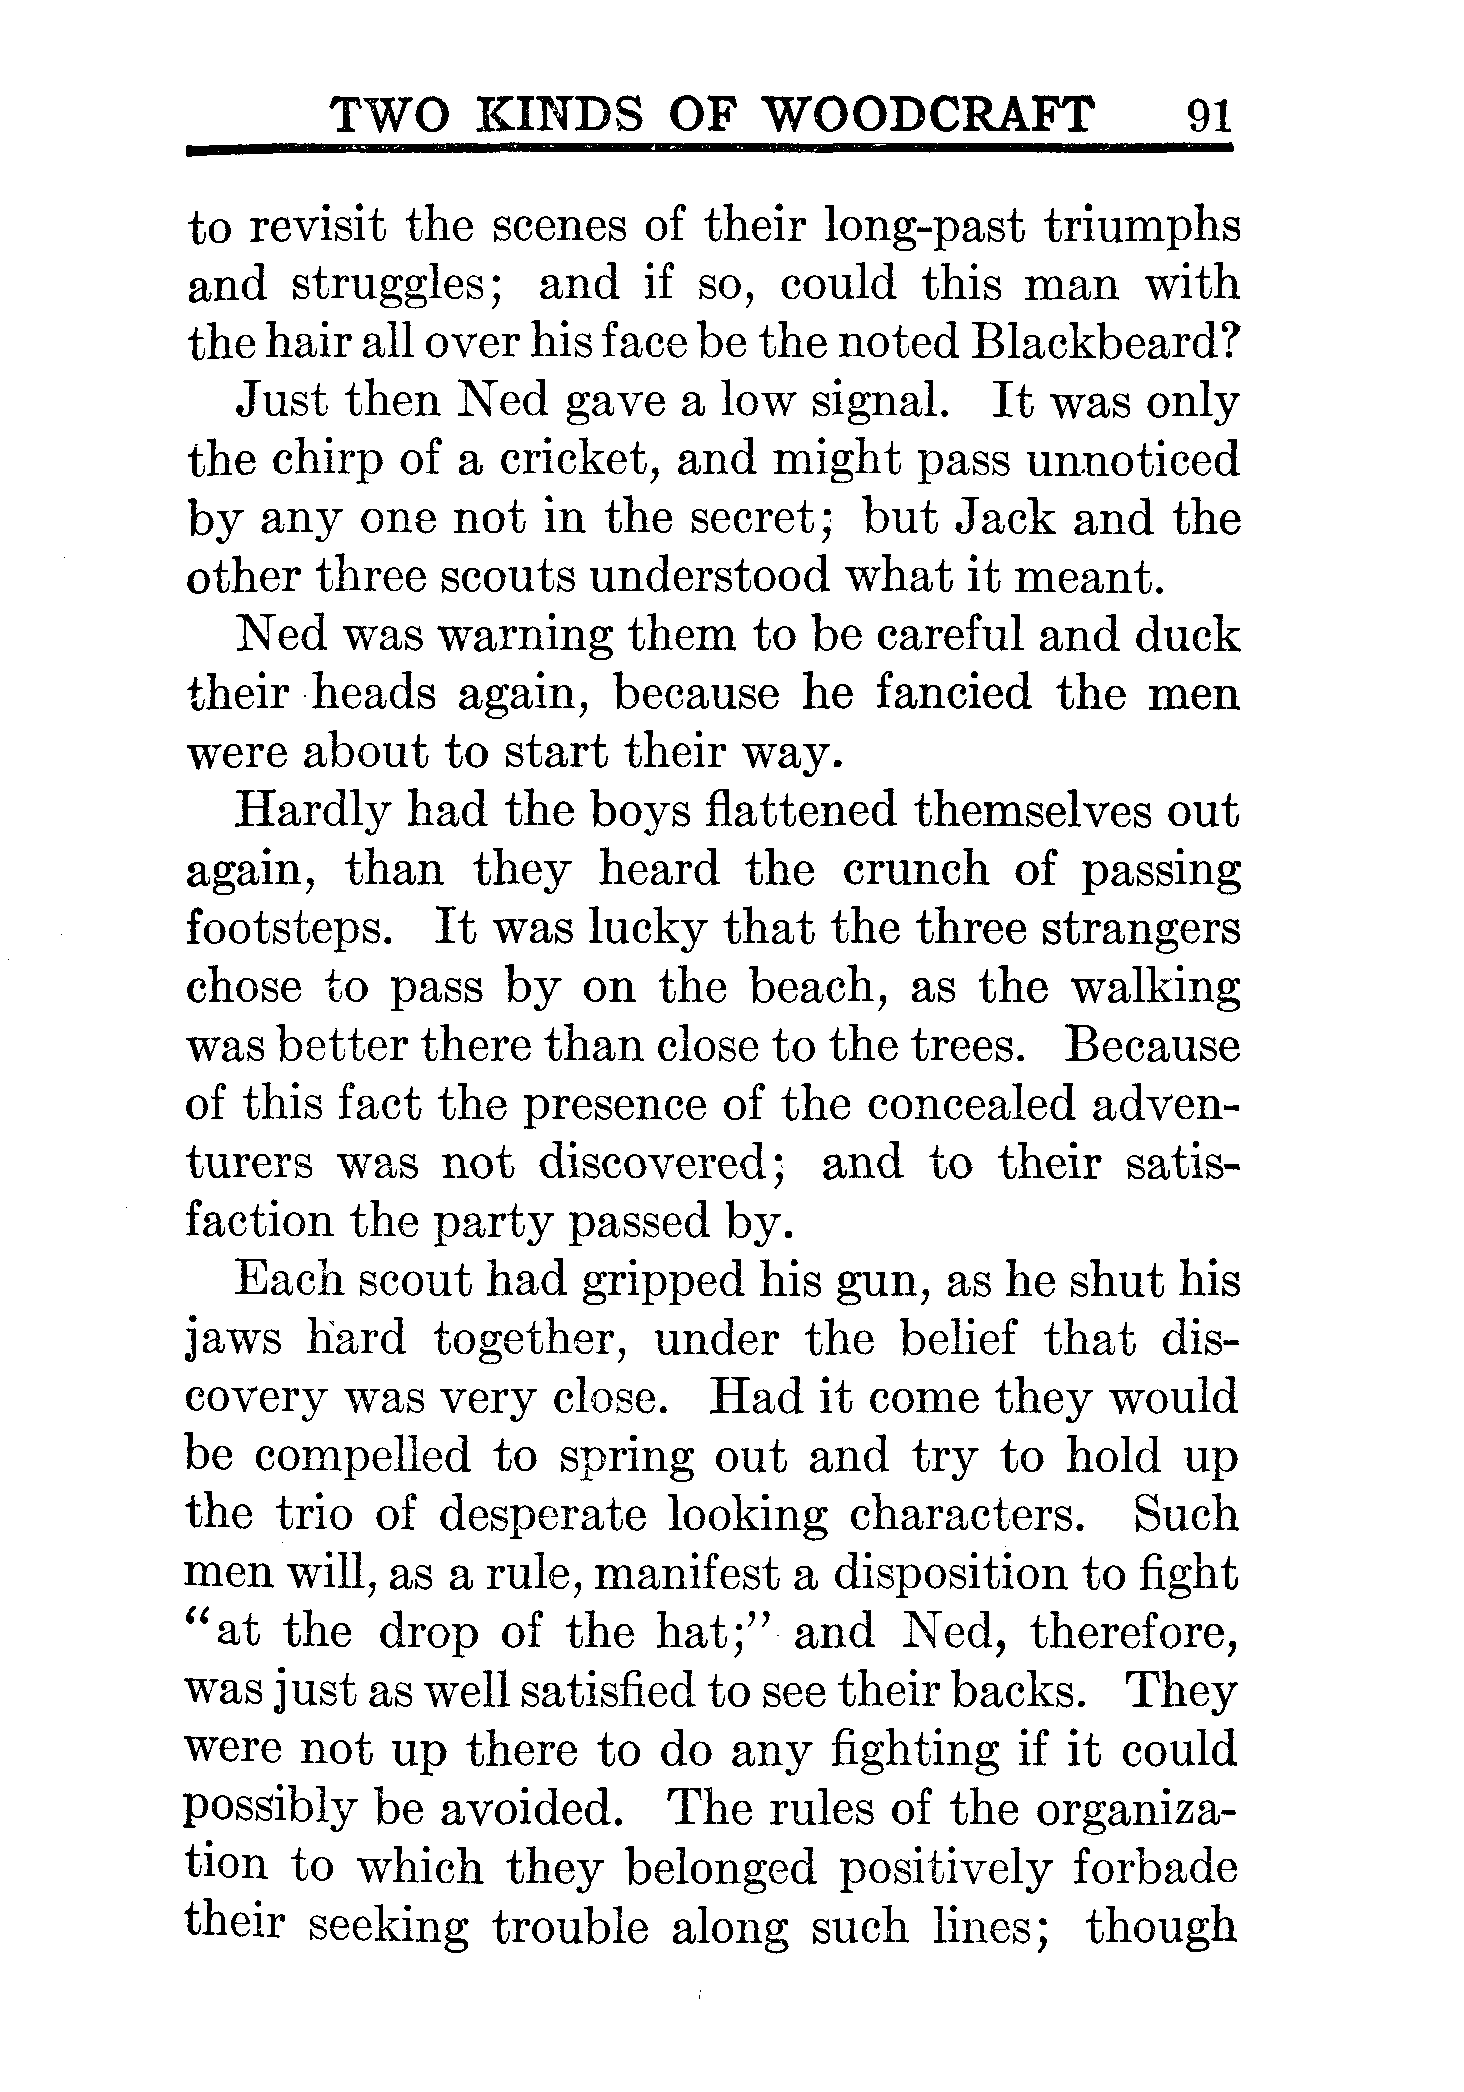 TWO KINDS OF WOODCRAFT 91
to revisit the scenes of their long-past triumphs
and struggles; and if so, could this man with
the hair all over his face be the noted Blackbeard?
Just then Ned gave a low signal. It was only
the chirp of a cricket, and might pass unnoticed
by any one not in the secret; but Jack and the
other three scouts understood what it meant.
Ned was warning them to be careful and duck
their heads again, because he fancied the men
were about to start their way.
Hardly had the boys flattened themselves out
again, than they heard the crunch of passing
footsteps. It was lucky that the three strangers
chose to pass by on the beach, as the walking
was better there than close to the trees. Because
of this fact the presence of the concealed adven-
turers was not discovered; and to their satis-
faction the party passed by.
Each scout had gripped his gun, as he shut his
jaws hard together, under the belief that dis-
covery was very close. Had it come they would
be compelled to spring out and try to hold up
the trio of desperate looking characters. Such
men will, as a rule, manifest a disposition to fight
“at the drop of the hat;” and Ned, therefore,
was just as well satisfied to see their backs. They
were not up there to do any fighting if it could
possibly be avoided. The rules of the organiza-
tion to which they belonged positively forbade
their seeking trouble along such lines; though